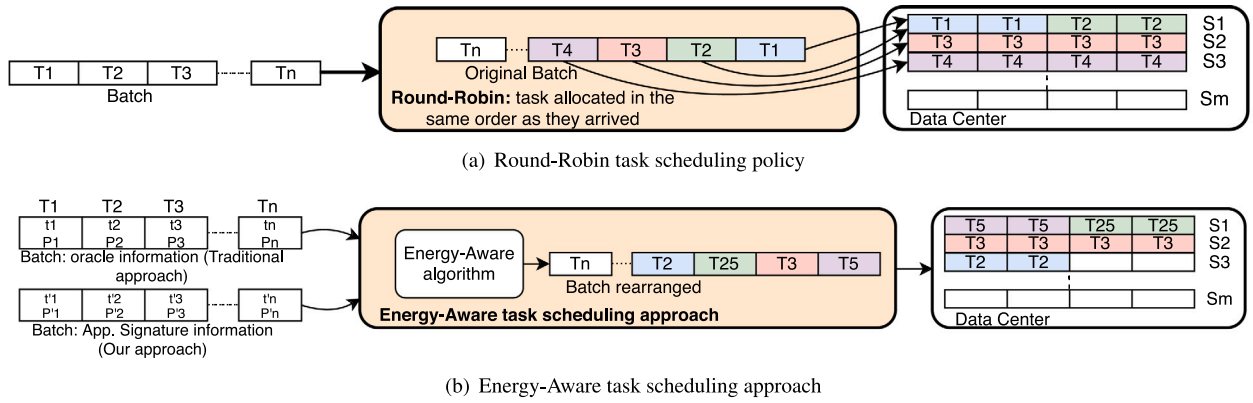 T1 T2 T3 Tn
Batch
Tn T4 T3 T2 T1
Original Batch
Round-Robin: task allocated in the
same order as they arrived
T1 T1 T2 T2 S1
T3 T3 T3 T3 S2
T4 T4 T4 T4 S3
Sm
Data Center
(a) Round-Robin task scheduling policy
T1 T2 T3 Tn
t1 t2 t3 tn
P1 P2 P3 Pn
Batch: oracle information (Traditional
approach)
t'1 t'2 t'3 t'n
P'1 P'2 P'3 P'n
Batch: App. Signature information
(Our approach)
Energy-Aware
algorithm
Tn T2 T25 T3 T5
Batch rearranged
Energy-Aware task scheduling approach
T5 T5 T25 T25 S1
T3 T3 T3 T3 S2
T2 T2 S3
Sm
Data Center
(b) Energy-Aware task scheduling approach